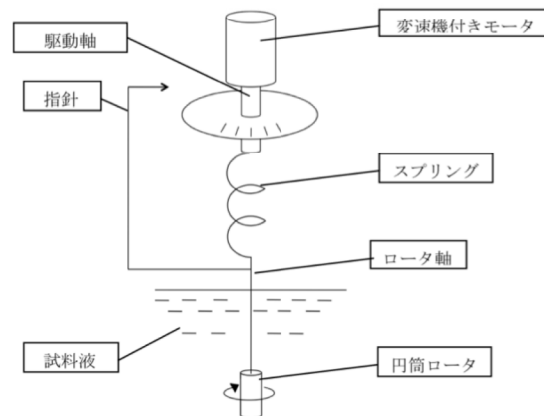 変速機付きモータ
駆動軸
指針
スプリング
ロータ軸
試料液
円筒ロータ